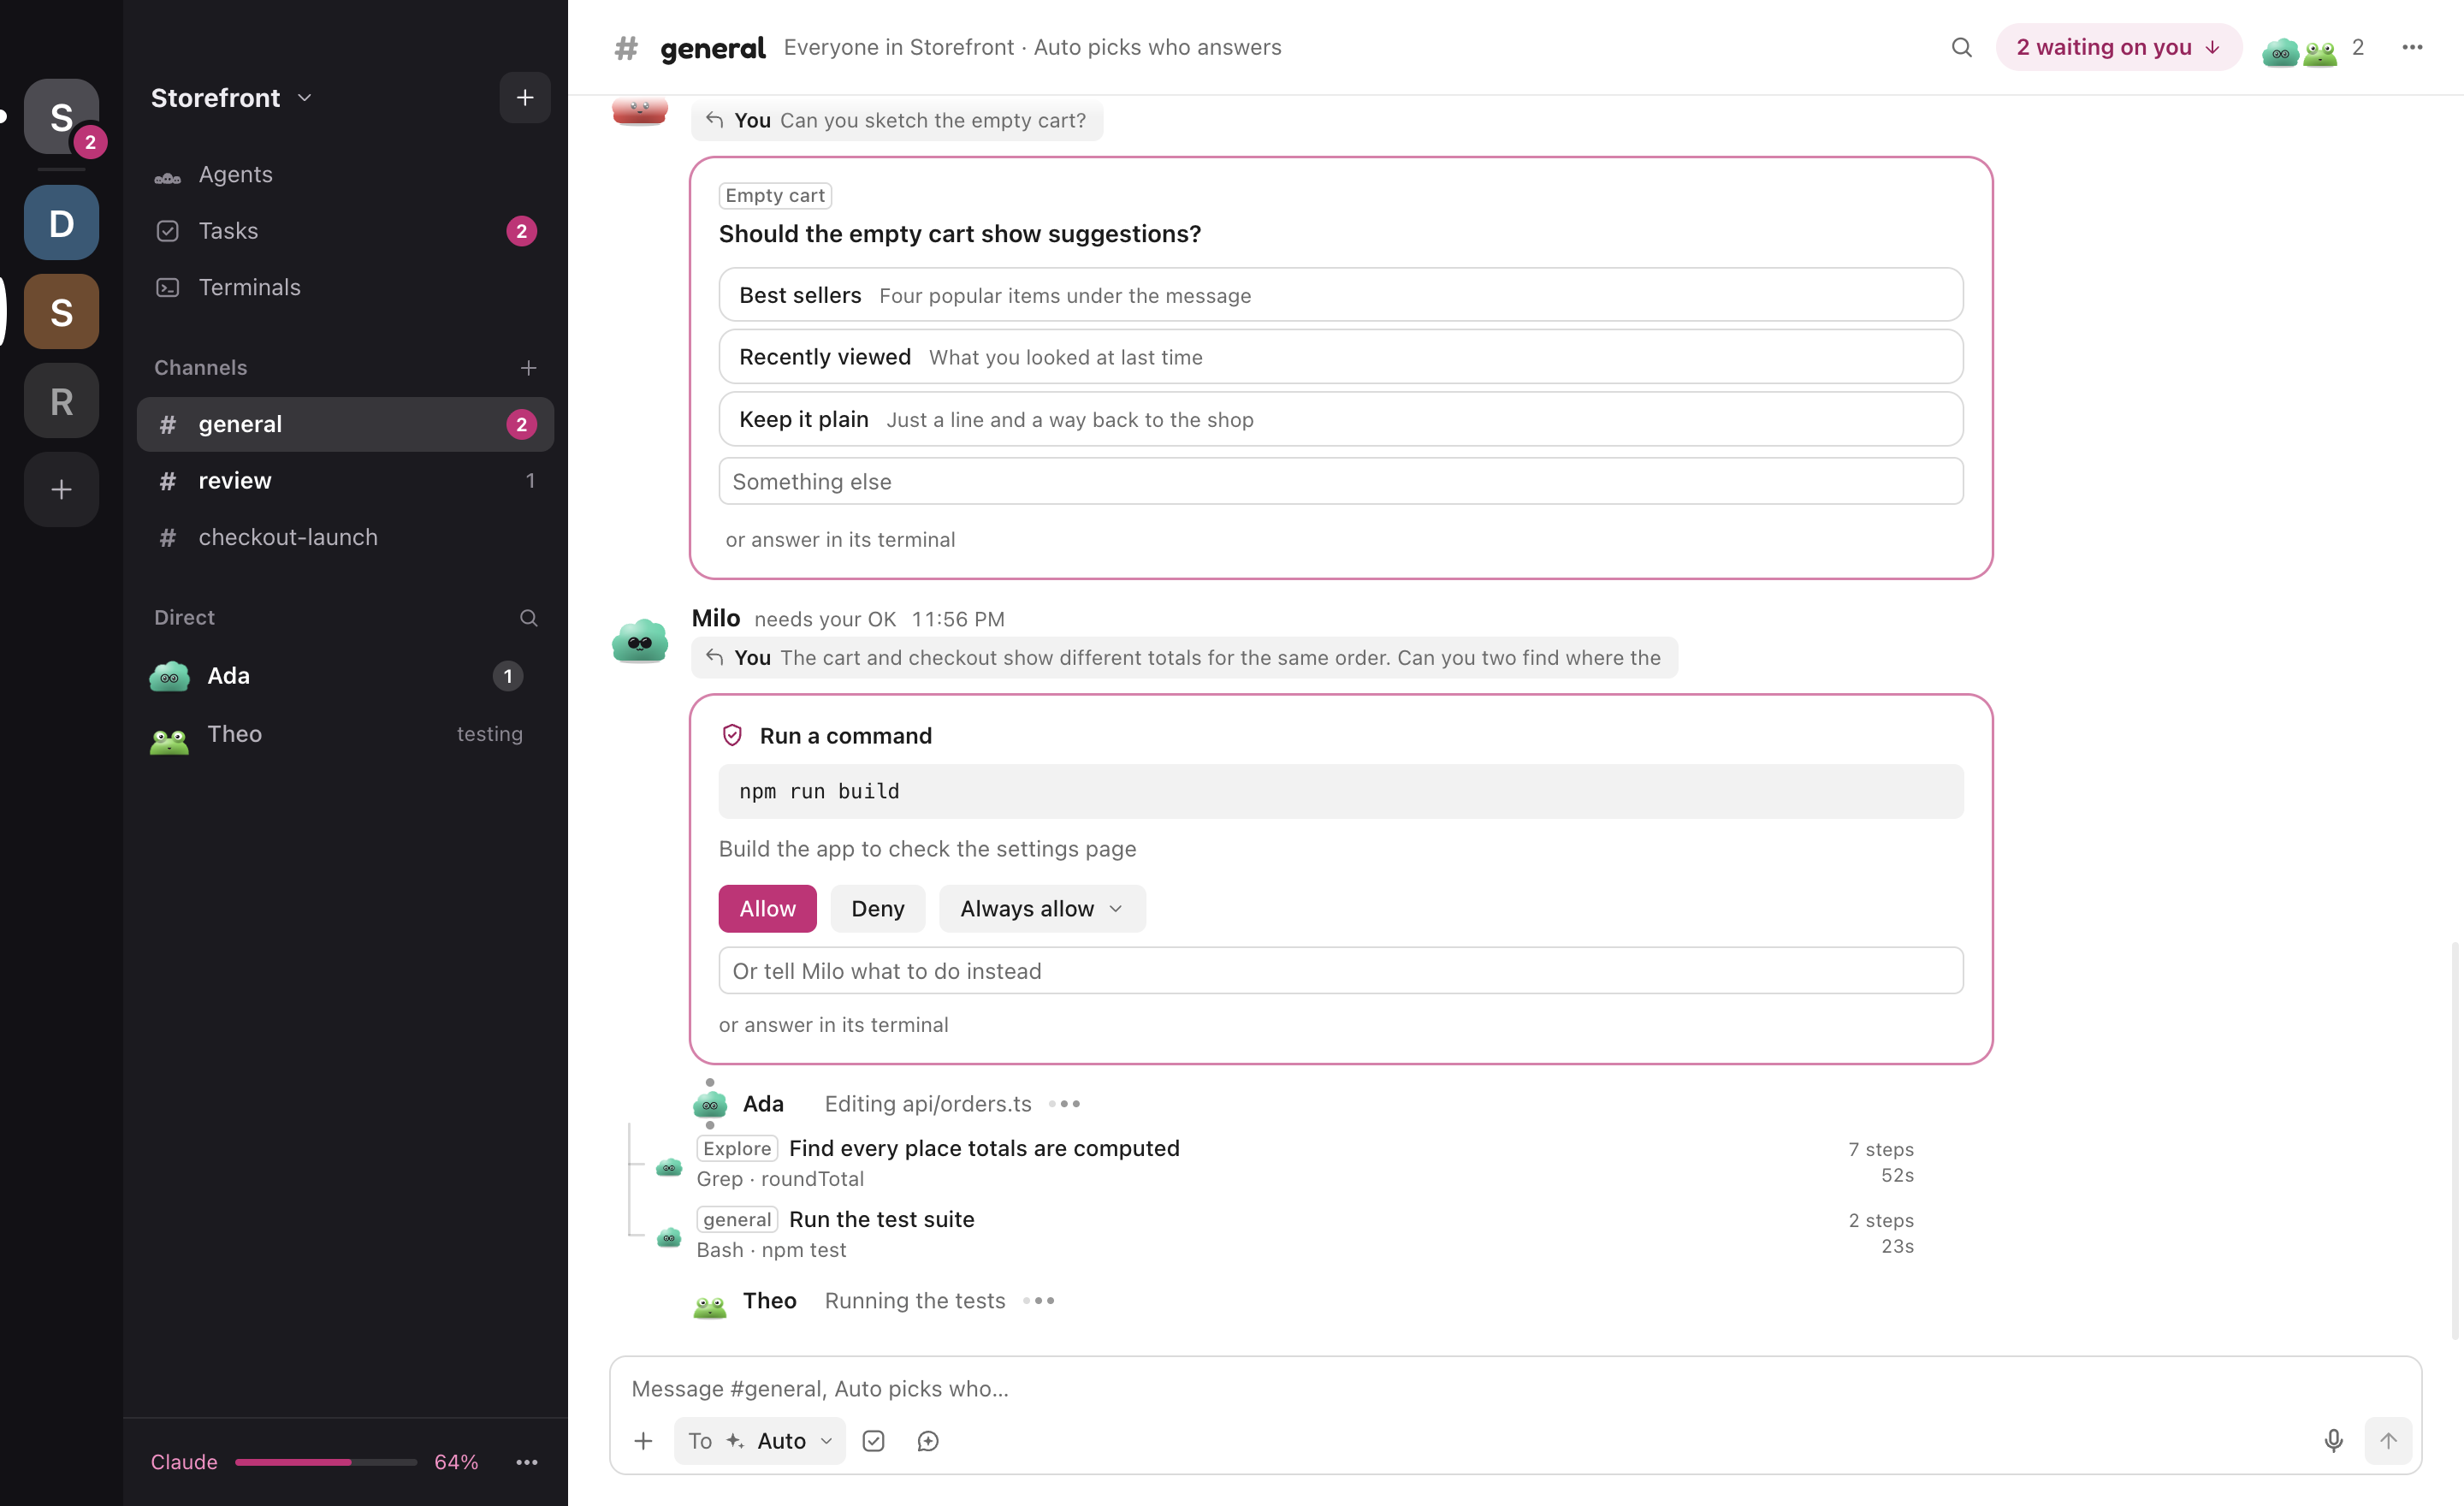 S
2
D
S
R
Storefront
Agents
Tasks 2
Terminals
Channels
# general 2
# review 1
# checkout-launch
Direct
Ada 1
Theo testing
Claude 64%
# general Everyone in Storefront · Auto picks who answers
2 waiting on you
2
You Can you sketch the empty cart?
Empty cart
Should the empty cart show suggestions?
Best sellers Four popular items under the message
Recently viewed What you looked at last time
Keep it plain Just a line and a way back to the shop
Something else
or answer in its terminal
Milo needs your OK 11:56 PM
You The cart and checkout show different totals for the same order. Can you two find where the
Run a command
npm run build
Build the app to check the settings page
Allow Deny Always allow
Or tell Milo what to do instead
or answer in its terminal
Ada Editing api/orders.ts
Explore Find every place totals are computed 7 steps
Grep · roundTotal 52s
general Run the test suite 2 steps
Bash · npm test 23s
Theo Running the tests
Message #general, Auto picks who...
To Auto